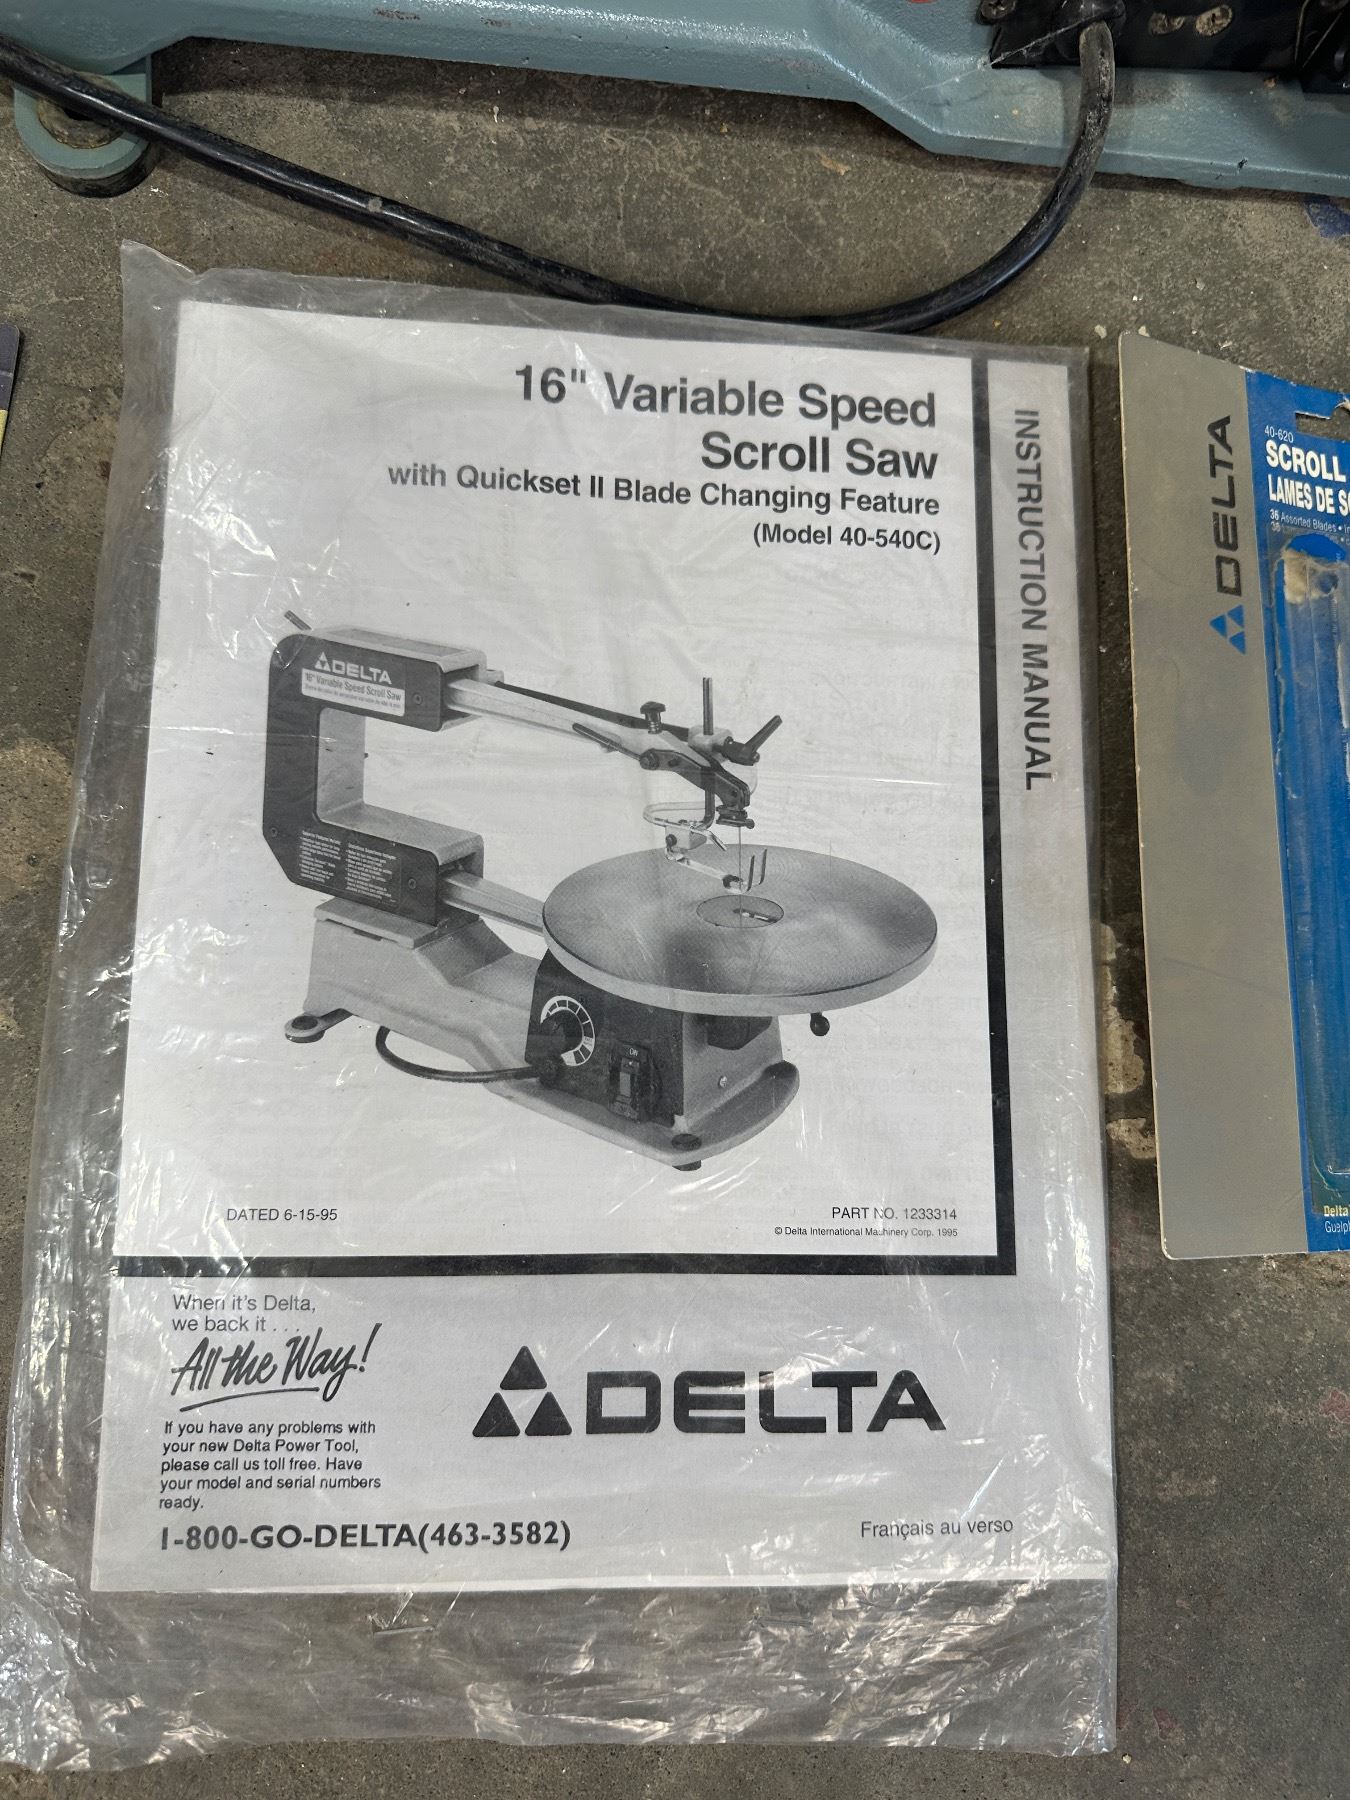 16" Variable Speed
Scroll Saw
with Quickset II Blade Changing Feature
(Model 40-540C)
INSTRUCTION MANUAL
DELTA
16" Variable Speed Scroll Saw
ON
DATED 6-15-95
PART NO. 1233314
© Delta International Machinery Corp. 1995
When it's Delta,
we back it . . .
All the Way!
If you have any problems with
your new Delta Power Tool,
please call us toll free. Have
your model and serial numbers
ready.
1-800-GO-DELTA(463-3582)
DELTA
Français au verso
DELTA
40-620
SCROLL
LAMES DE
36 Assorted Blades •
Delta